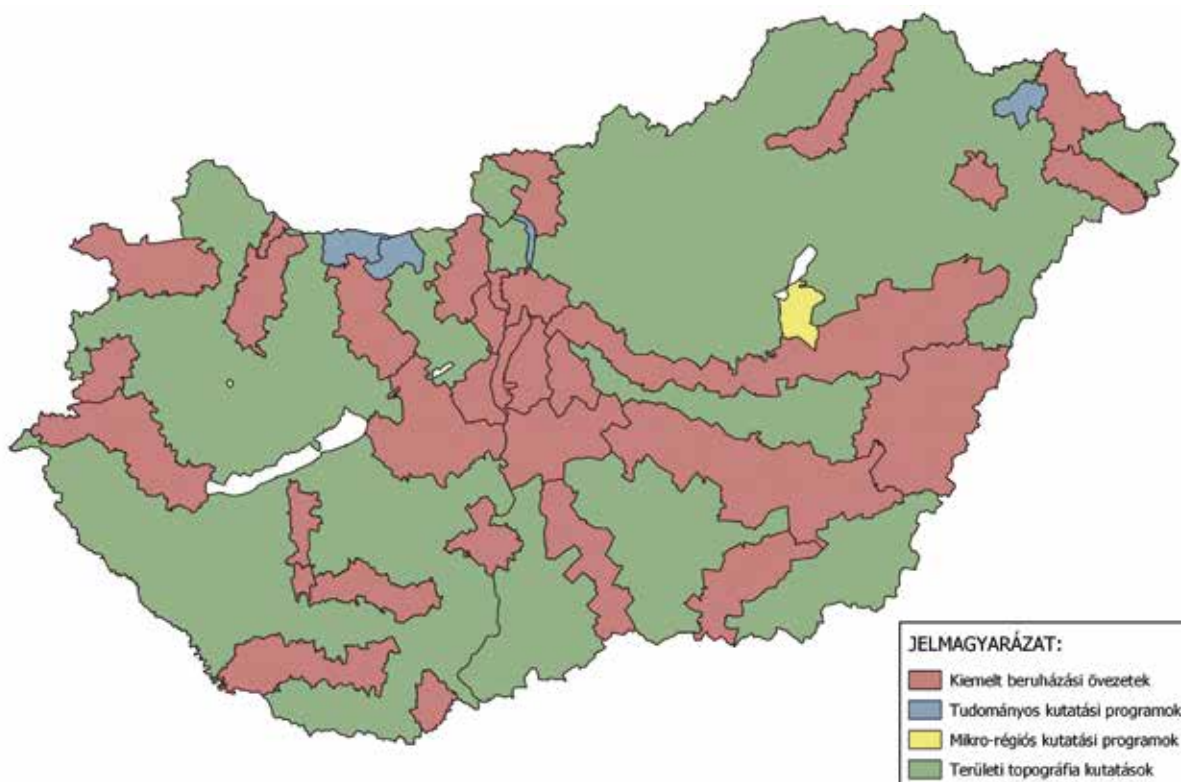 JELMAGYARÁZAT:
Kiemelt beruházási övezetek
Tudományos kutatási programok
Mikro-régiós kutatási programok
Területi topográfia kutatások